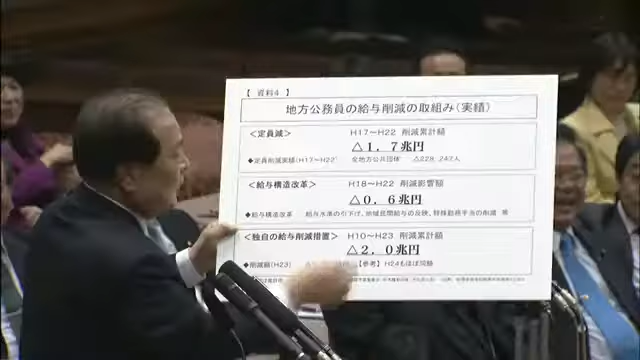 【 資料4 】
地方公務員の給与削減の取組み(実績)
<定員減> H17~H22 削減累計額
△1.7兆円
◆定員削減実績(H17~H22) 全地方公共団体 △228,247人
<給与構造改革> H18~H22 削減影響額
△0.6兆円
◆給与構造改革 給与水準の引下げ、地域民間給与の反映、特殊勤務手当の削減 等
<独自の給与削減措置> H10~H23 削減累計額
△2.0兆円
◆削減額(H23) 【参考】H24もほぼ同額